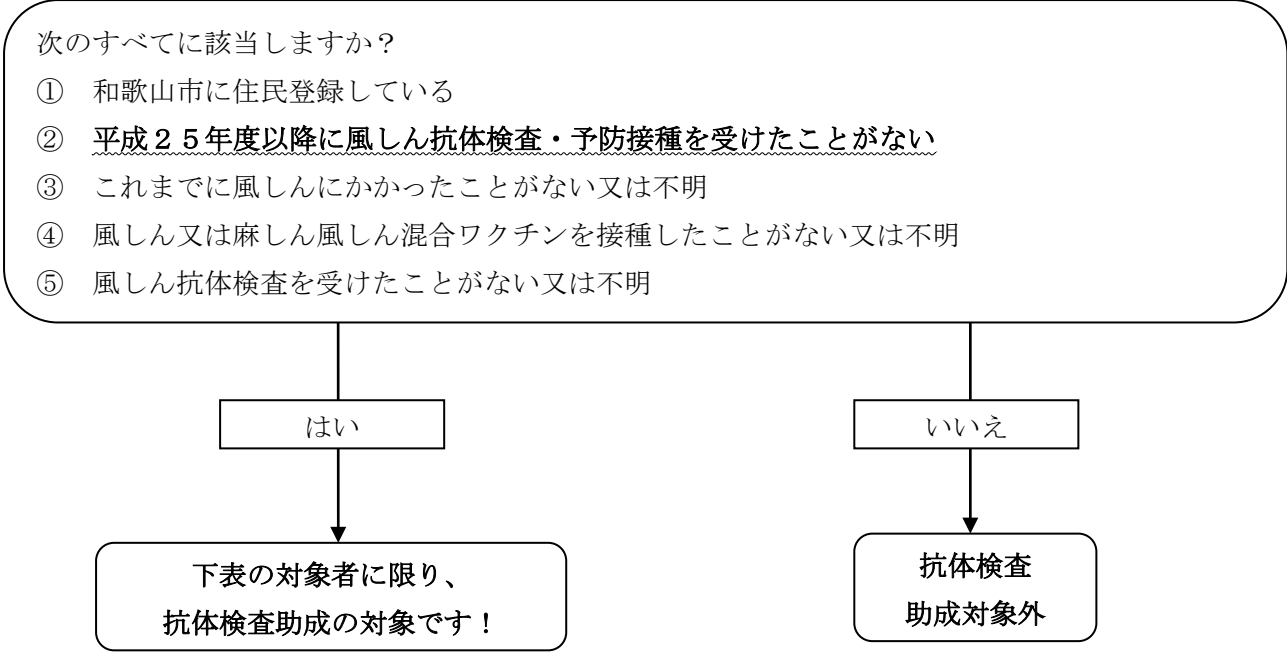 次のすべてに該当しますか?
① 和歌山市に住民登録している
② 平成25年度以降に風しん抗体検査・予防接種を受けたことがない
③ これまでに風しんにかかったことがない又は不明
④ 風しん又は麻しん風しん混合ワクチンを接種したことがない又は不明
⑤ 風しん抗体検査を受けたことがない又は不明
はい
いいえ
下表の対象者に限り、
抗体検査助成の対象です!
抗体検査
助成対象外